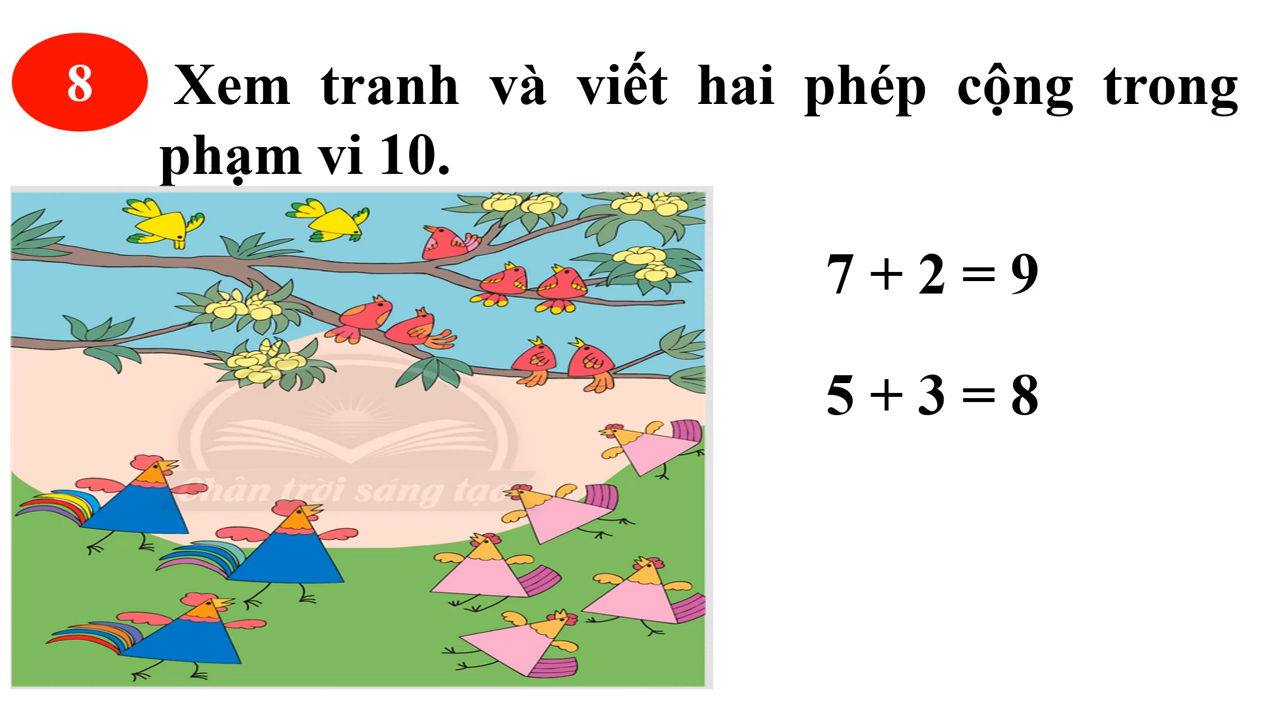 8
Xem tranh và viết hai phép cộng trong
phạm vi 10.
7 + 2 = 9
5 + 3 = 8
Chân trời sáng tạo